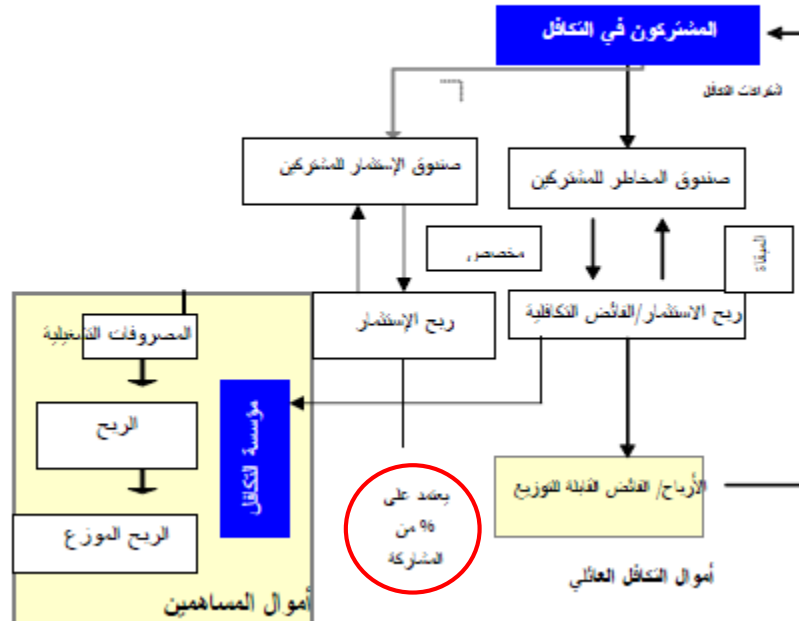 المشتركون في التكافل
اشتراكات التكافل
صندوق الإستثمار للمشتركين
صندوق المخاطر للمشتركين
مخصص
المبقاة
ربح الإستثمار
ربح الاستثمار/الفائض التكافلية
المصروفات التشغيلية
الربح
الربح الموزع
مؤسسة التكافل
يعتمد على
% من
المشاركة
الأرباح/ الفائض القابلة للتوزيع
أموال التكافل العائلي
أموال المساهمين